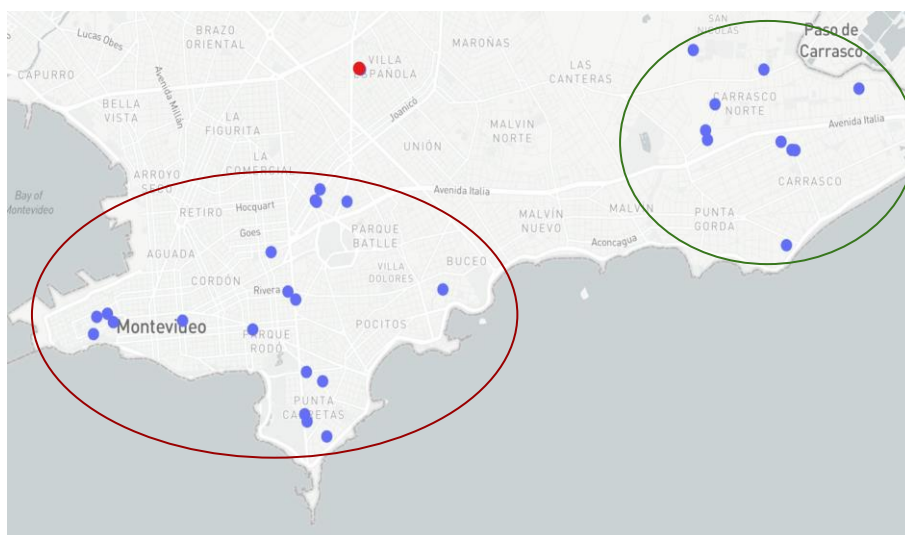 SAN
NICOLÁS
Paso de
Carrasco
Lucas Obes
BRAZO
ORIENTAL
MAROÑAS
VILLA
ESPAÑOLA
CAPURRO
LAS
CANTERAS
Avenida Millán
BELLA
VISTA
Joanicó
CARRASCO
NORTE
LA
FIGURITA
MALVIN
NORTE
Avenida Italia
UNIÓN
LA
COMERCIAL
ARROYO
SECO
CARRASCO
Avenida Italia
Bay of
Montevideo
RETIRO
Hocquart
MALVÍN
MALVÍN
NUEVO
PUNTA
GORDA
Goes
PARQUE
BATLLE
Aconcagua
AGUADA
BUCEO
VILLA
DOLORES
CORDÓN
Rivera
Montevideo
POCITOS
PARQUE
RODÓ
PUNTA
CARRETAS